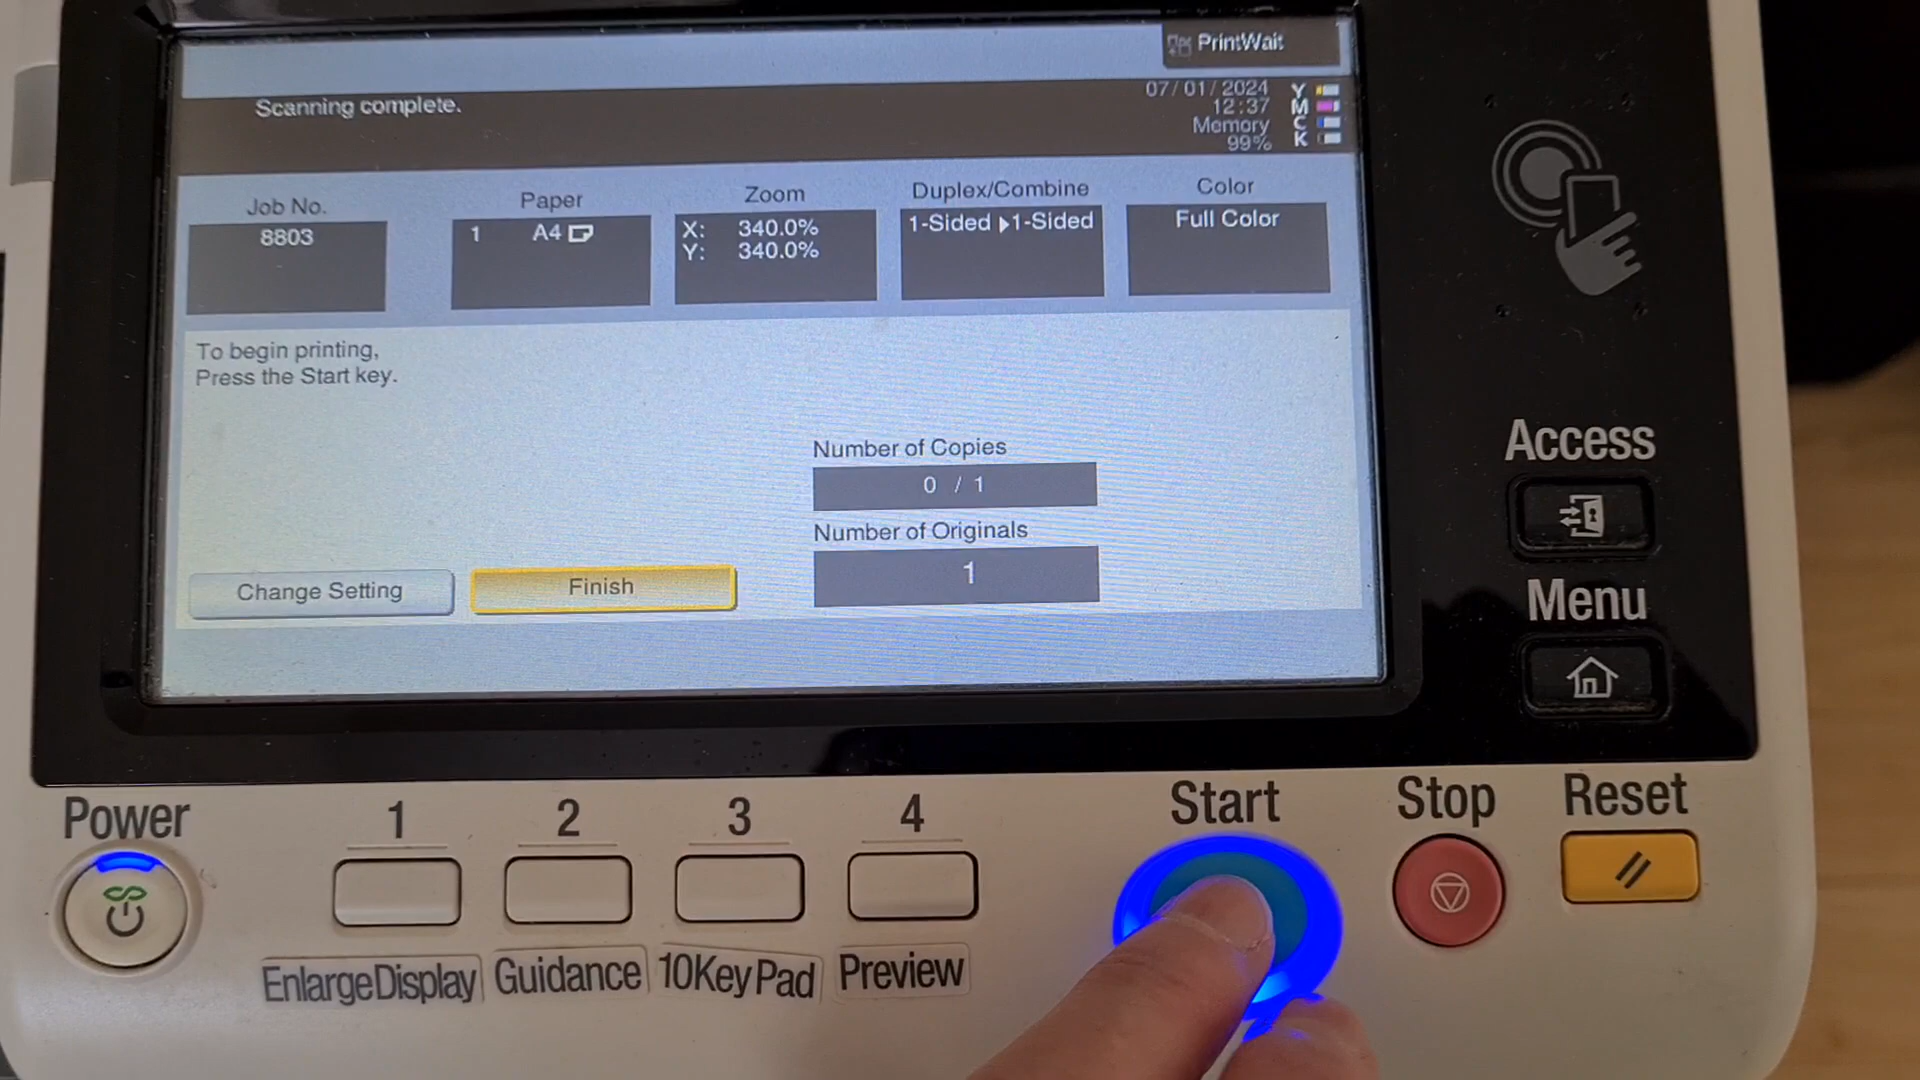 PrintWait
Scanning complete.
07/01/2024
12:37
Memory
99%
Y
M
C
K
Job No.
8803
Paper
1 A4
Zoom
X: 340.0%
Y: 340.0%
Duplex/Combine
1-Sided ▶1-Sided
Color
Full Color
To begin printing,
Press the Start key.
Number of Copies
0 / 1
Number of Originals
1
Change Setting
Finish
Access
Menu
Power
1
2
3
4
Start
Stop
Reset
EnlargeDisplay
Guidance
10KeyPad
Preview